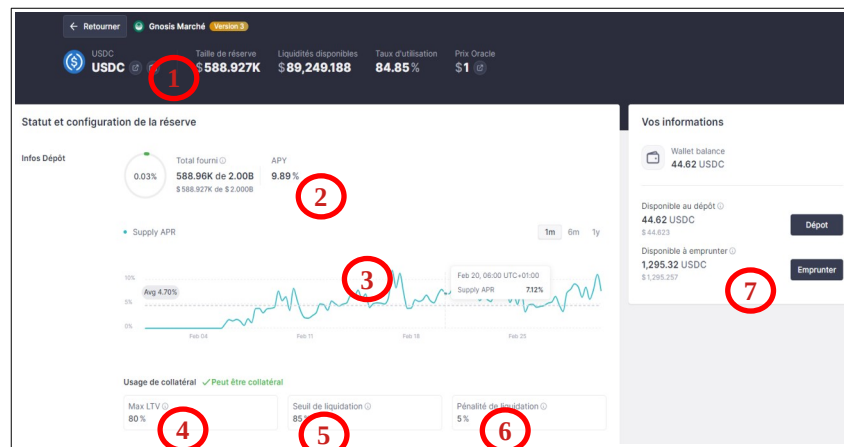 ← Retourner Gnosis Marché Version 3
USDC
USDC
Taille de réserve
$588.927K
Liquidités disponibles
$89,249.188
Taux d'utilisation
84.85%
Prix Oracle
$1
1
Statut et configuration de la réserve
Infos Dépôt
0.03%
Total fourni
588.96K de 2.00B
$588.927K de $2.000B
APY
9.89%
2
Supply APR
1m 6m 1y
10%
5%
0%
Avg 4.70%
3
Feb 20, 06:00 UTC+01:00
Supply APR 7.12%
Feb 04 Feb 11 Feb 18 Feb 25
Usage de collatéral ✓ Peut être collatéral
Max LTV
80%
4
Seuil de liquidation
85%
5
Pénalité de liquidation
5%
6
Vos informations
Wallet balance
44.62 USDC
Disponible au dépôt
44.62 USDC
$44.623
Dépot
Disponible à emprunter
1,295.32 USDC
$1,295.257
Emprunter
7